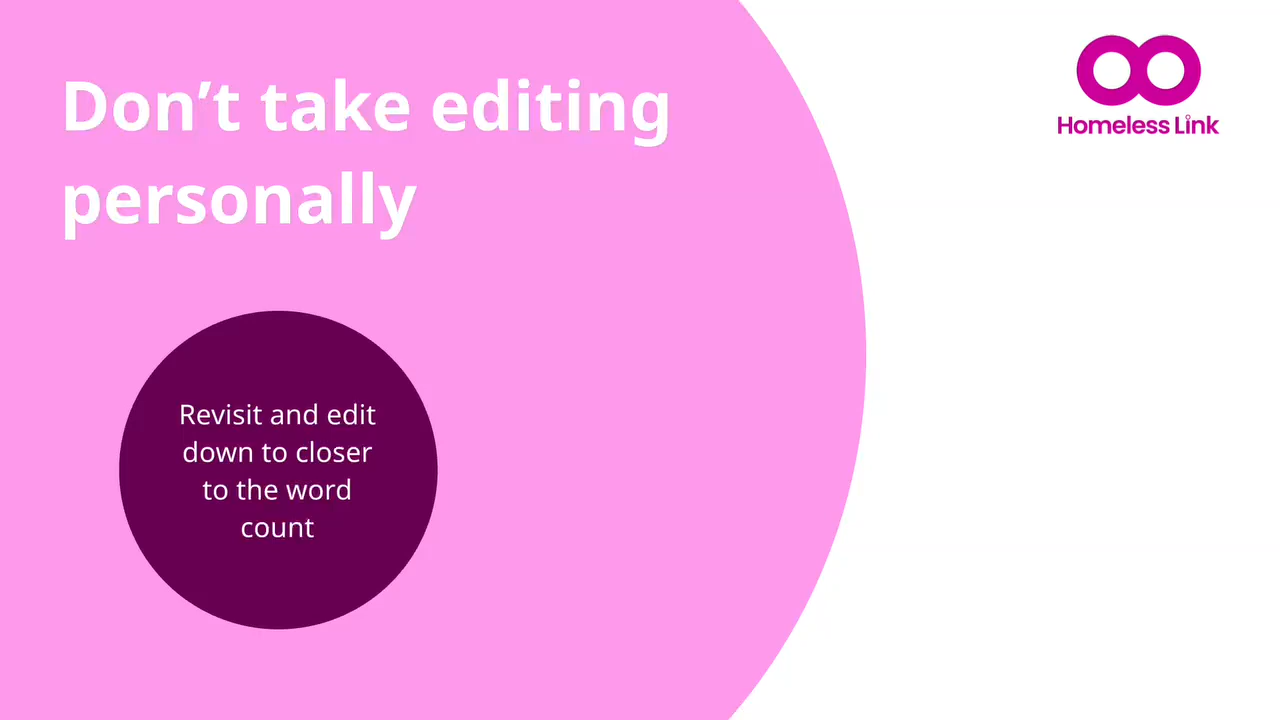 Don’t take editing
personally
Homeless Link
Revisit and edit
down to closer
to the word
count